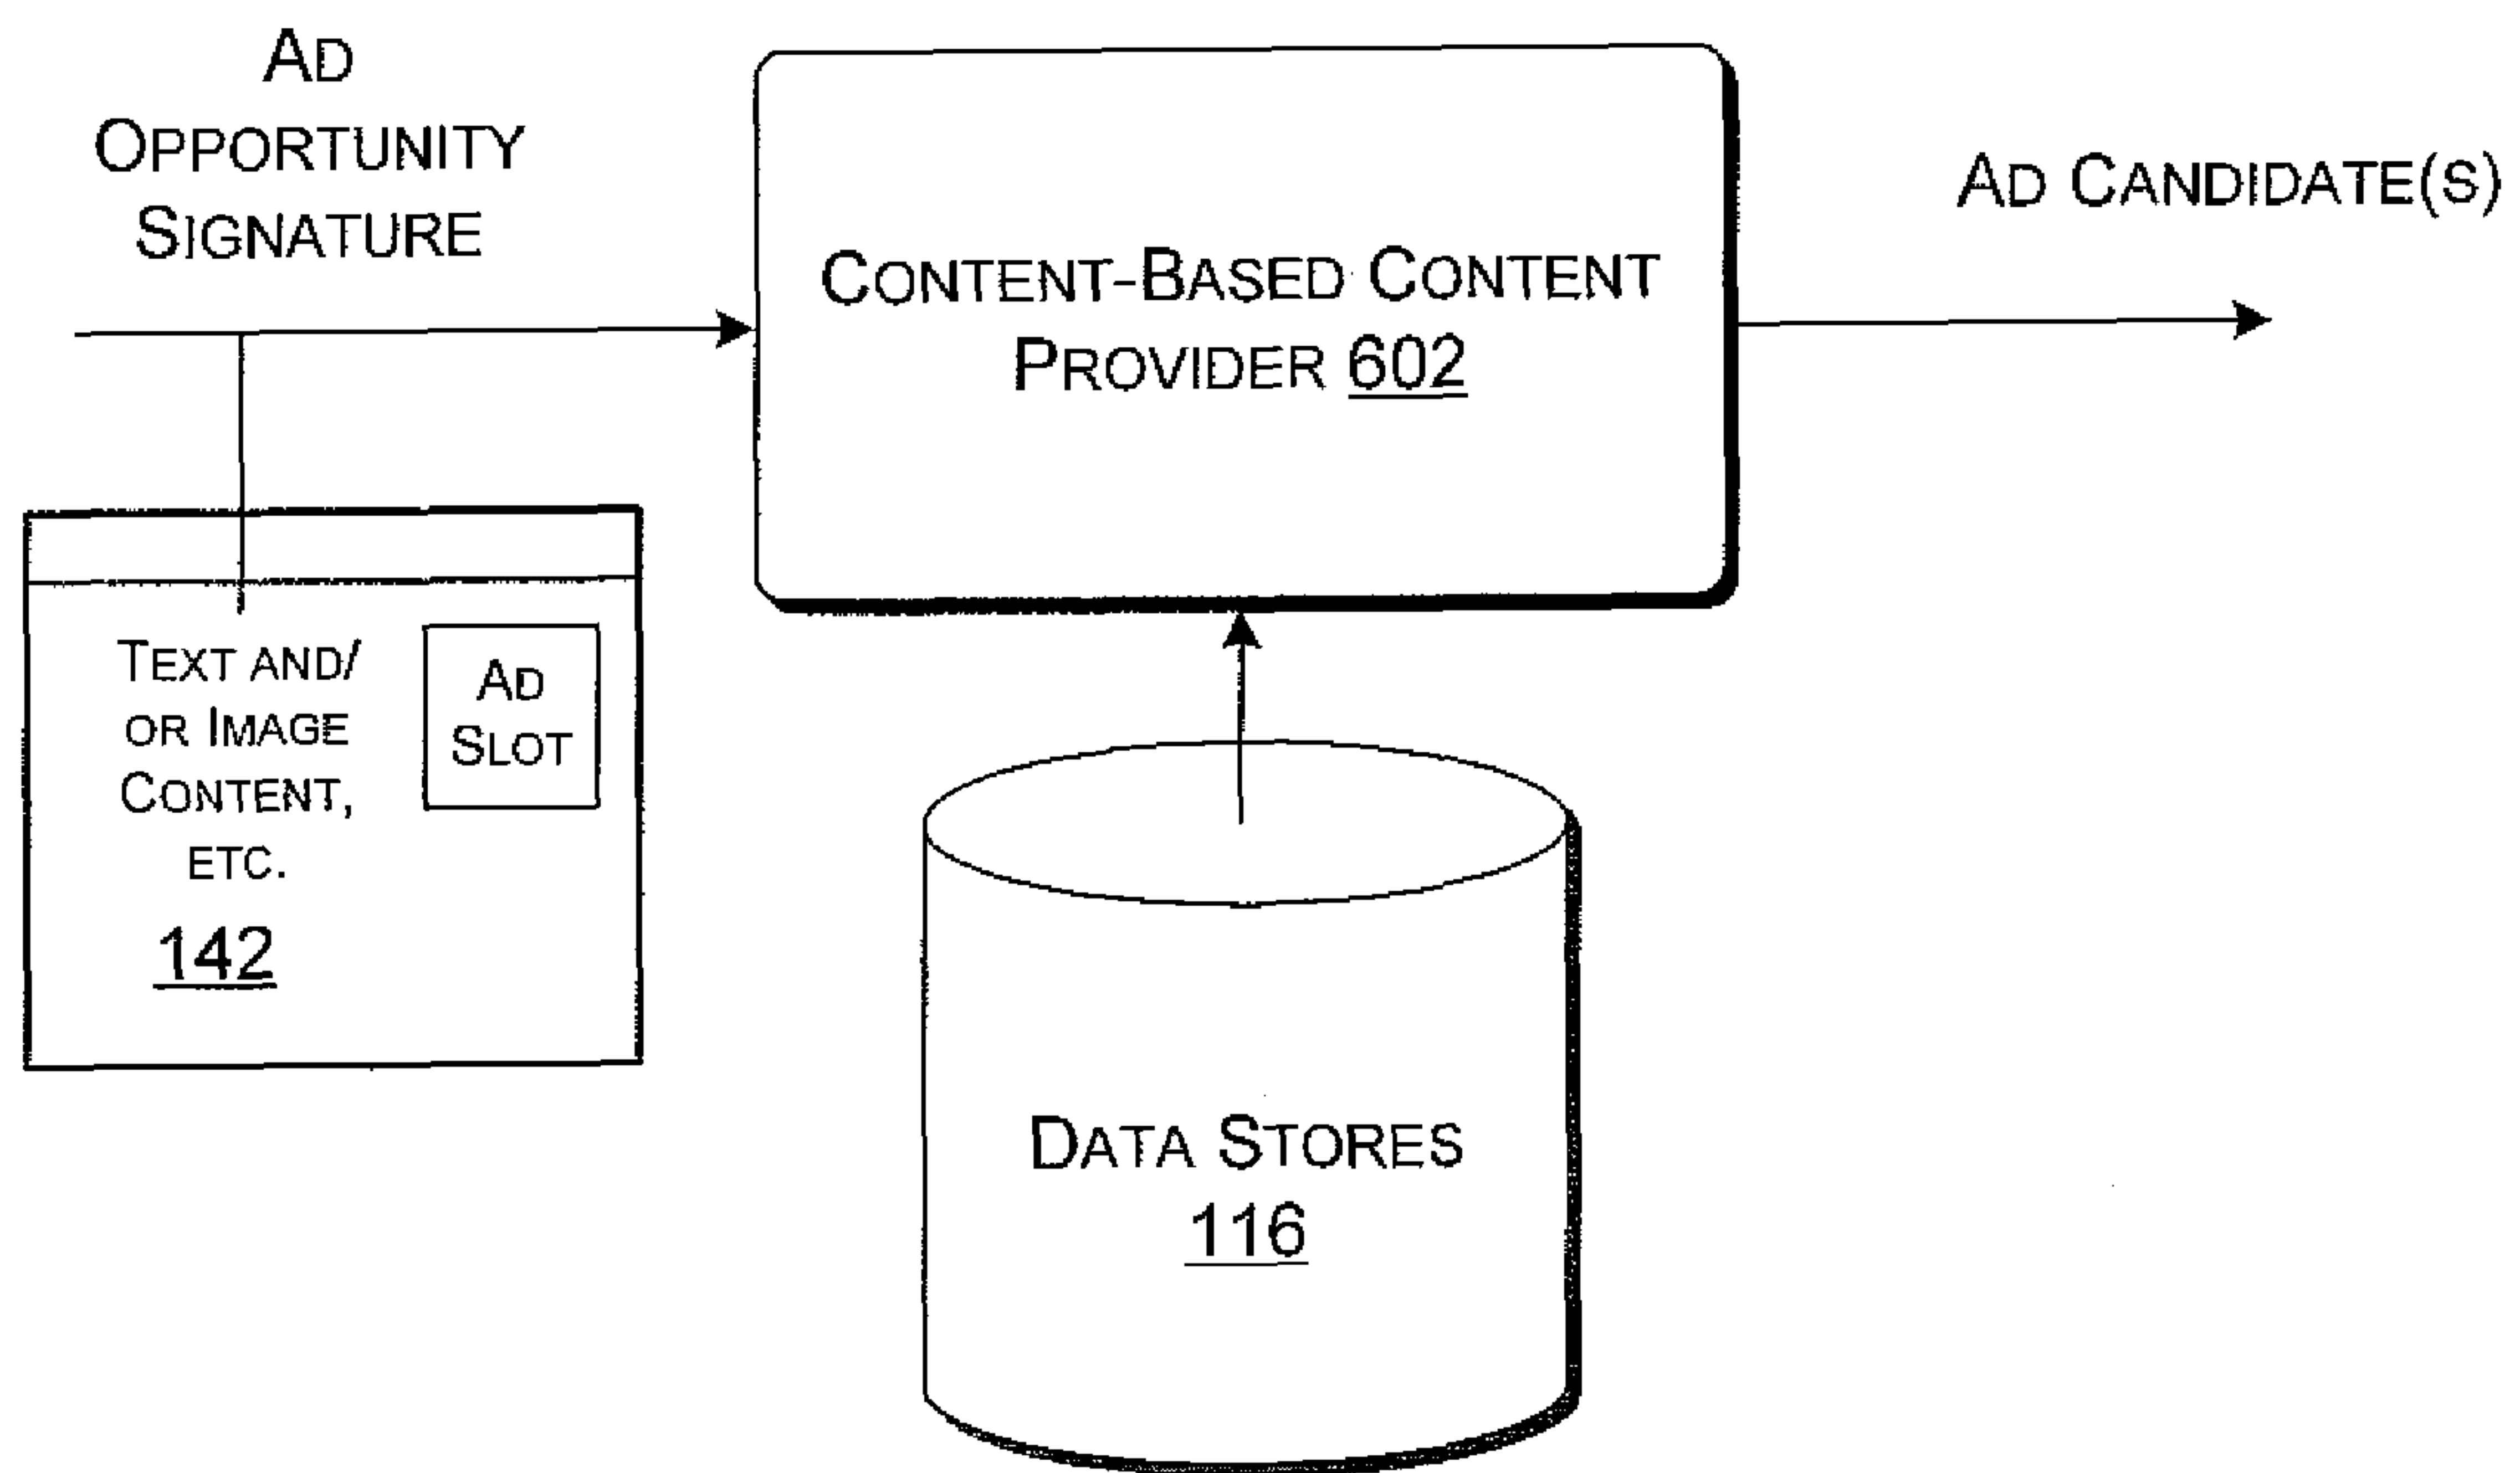 AD
OPPORTUNITY
SIGNATURE
CONTENT-BASED CONTENT
PROVIDER 602
AD CANDIDATE(S)
TEXT AND/
OR IMAGE
CONTENT,
ETC.
142
AD
SLOT
DATA STORES
116